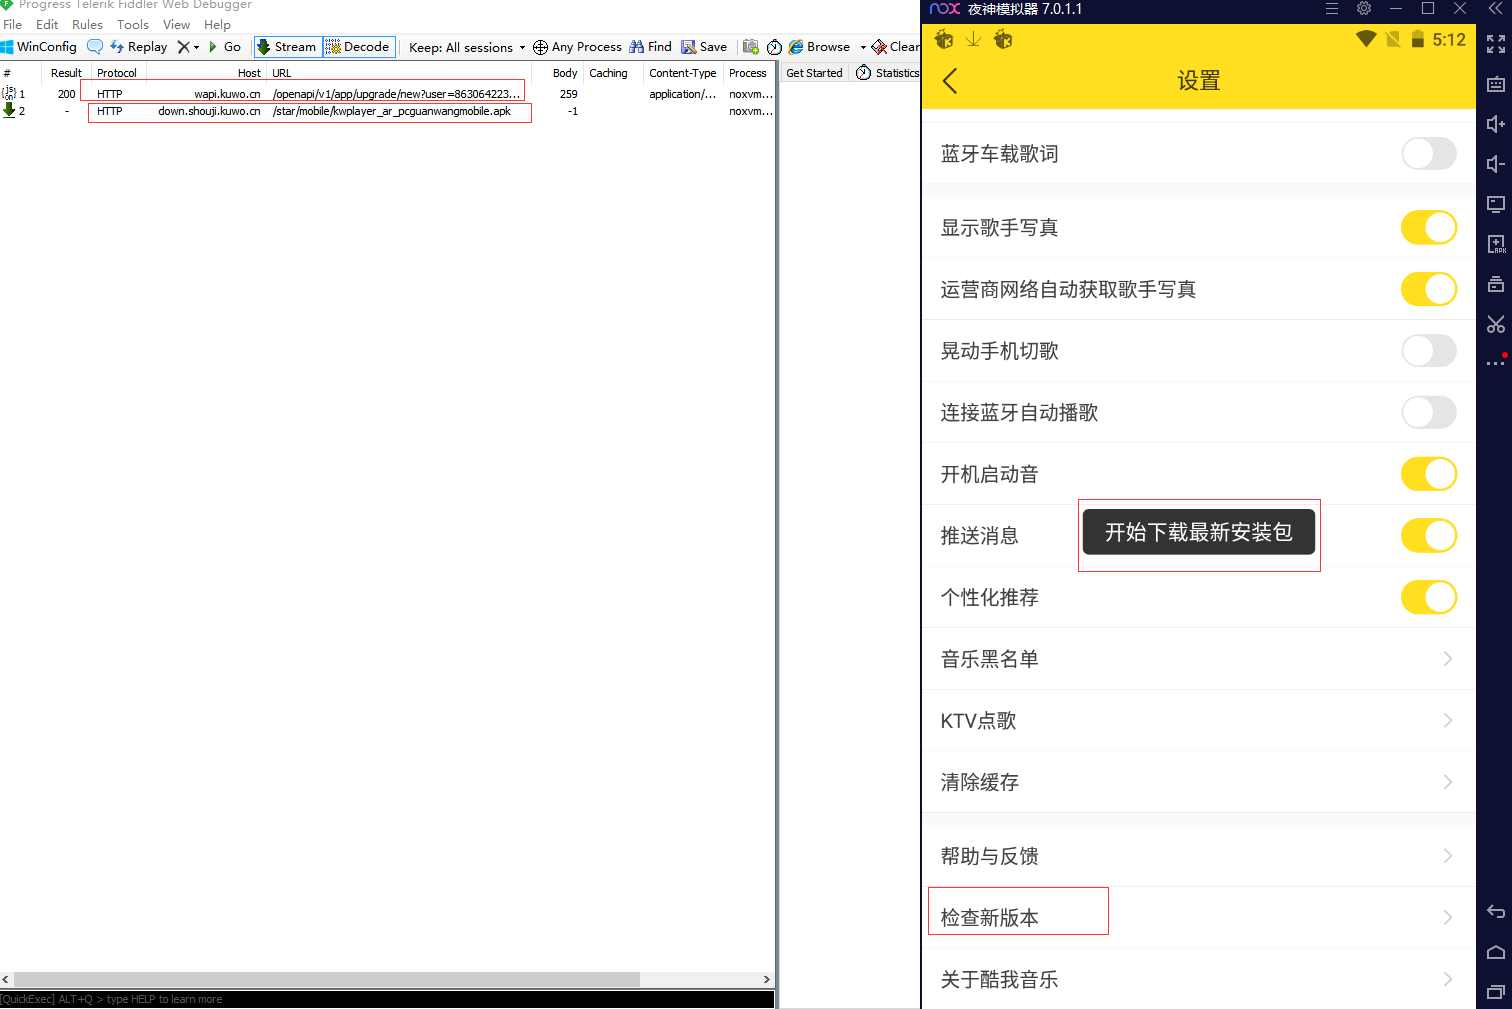 Progress Telerik Fiddler Web Debugger
File Edit Rules Tools View Help
WinConfig Replay Go Stream Decode Keep: All sessions Any Process Find Save Browse Clear
# Result Protocol Host URL Body Caching Content-Type Process
1 200 HTTP wapi.kuwo.cn /openapi/v1/app/upgrade/new?user=863064223... 259 application/... noxvm...
2 - HTTP down.shouji.kuwo.cn /star/mobile/kwplayer_ar_pcguanwangmobile.apk -1 noxvm...
Get Started Statistics
[QuickExec] ALT+Q > type HELP to learn more
nox 夜神模拟器 7.0.1.1
5:12
设置
蓝牙车载歌词
显示歌手写真
运营商网络自动获取歌手写真
晃动手机切歌
连接蓝牙自动播歌
开机启动音
推送消息
开始下载最新安装包
个性化推荐
音乐黑名单
KTV点歌
清除缓存
帮助与反馈
检查新版本
关于酷我音乐